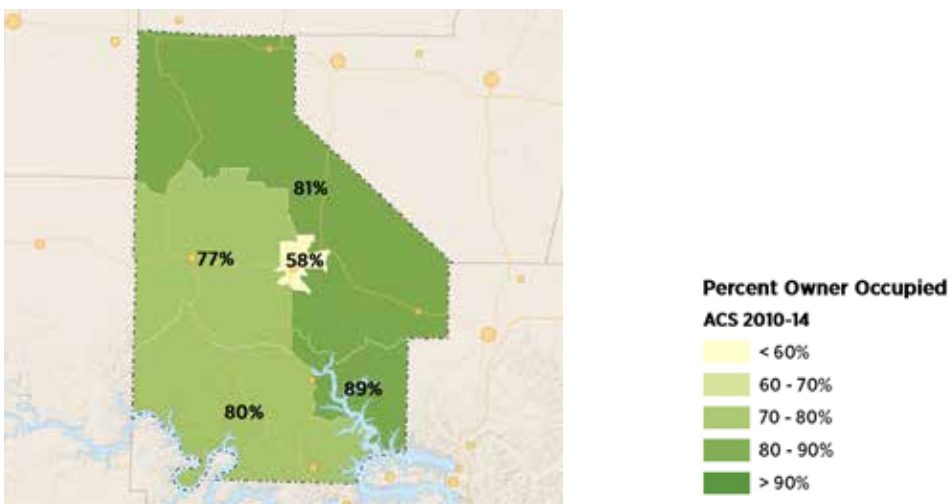 81%
77%
58%
89%
80%
Percent Owner Occupied
ACS 2010-14
< 60%
60 - 70%
70 - 80%
80 - 90%
> 90%